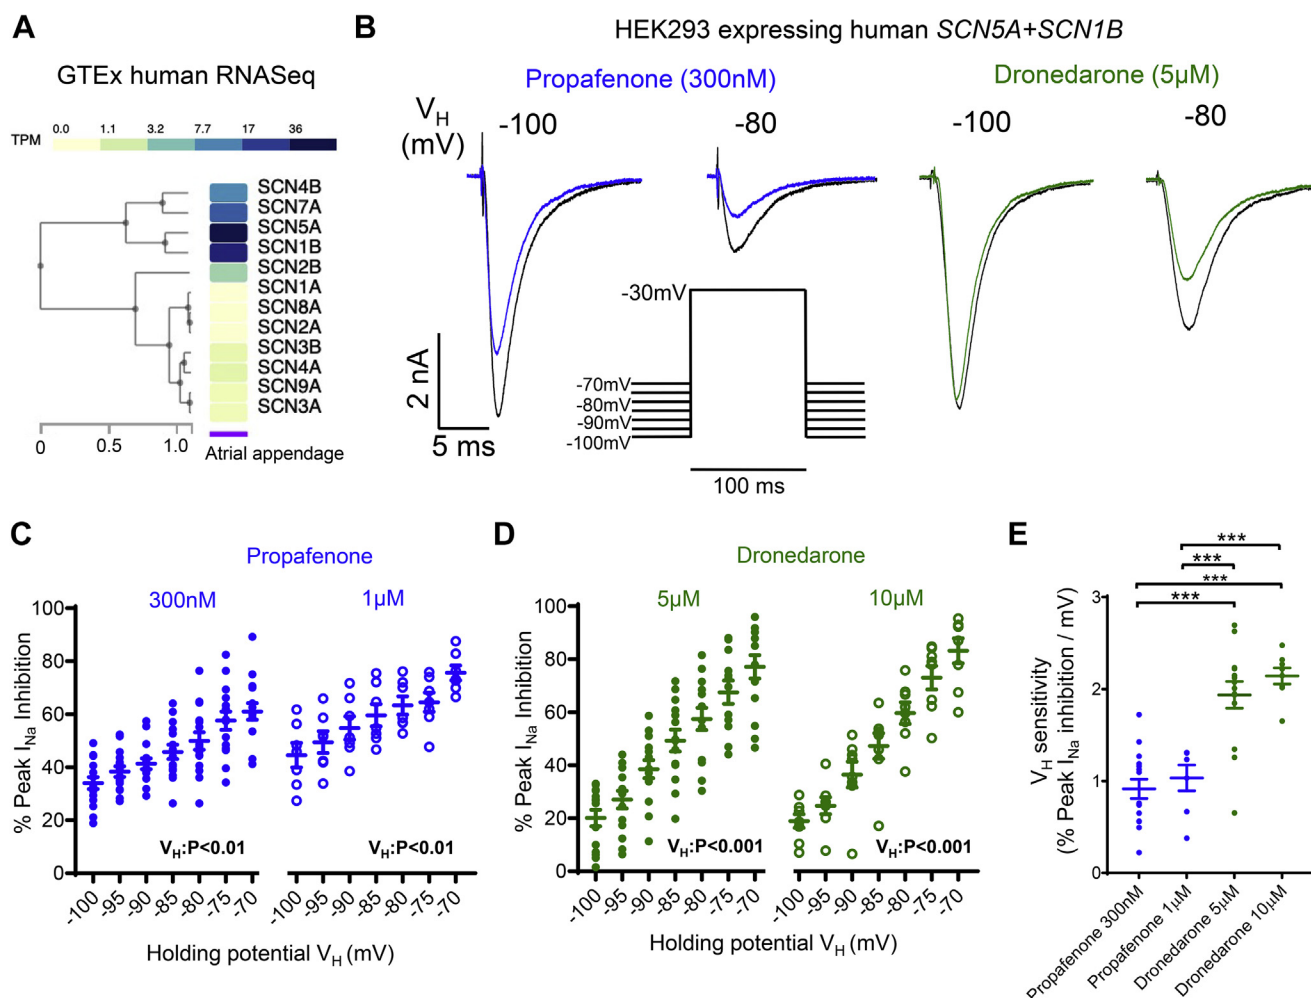 A
GTEx human RNASeq
TPM
0.0 1.1 3.2 7.7 17 36
SCN4B
SCN7A
SCN5A
SCN1B
SCN2B
SCN1A
SCN8A
SCN2A
SCN3B
SCN4A
SCN9A
SCN3A
0 0.5 1.0
Atrial appendage
B
HEK293 expressing human SCN5A+SCN1B
Propafenone (300nM)
Dronedarone (5µM)
VH
(mV)
-100 -80 -100 -80
2 nA
5 ms
-30mV
-70mV
-80mV
-90mV
-100mV
100 ms
C
Propafenone
300nM 1µM
% Peak INa Inhibition
100
80
60
40
20
0
VH:P<0.01 VH:P<0.01
-100 -95 -90 -85 -80 -75 -70 -100 -95 -90 -85 -80 -75 -70
Holding potential VH (mV)
D
Dronedarone
5µM 10µM
% Peak INa Inhibition
100
80
60
40
20
0
VH:P<0.001 VH:P<0.001
-100 -95 -90 -85 -80 -75 -70 -100 -95 -90 -85 -80 -75 -70
Holding potential VH (mV)
E
***
***
***
***
VH sensitivity
(% Peak INa inhibition / mV)
3
2
1
0
Propafenone 300nM
Propafenone 1µM
Dronedarone 5µM
Dronedarone 10µM